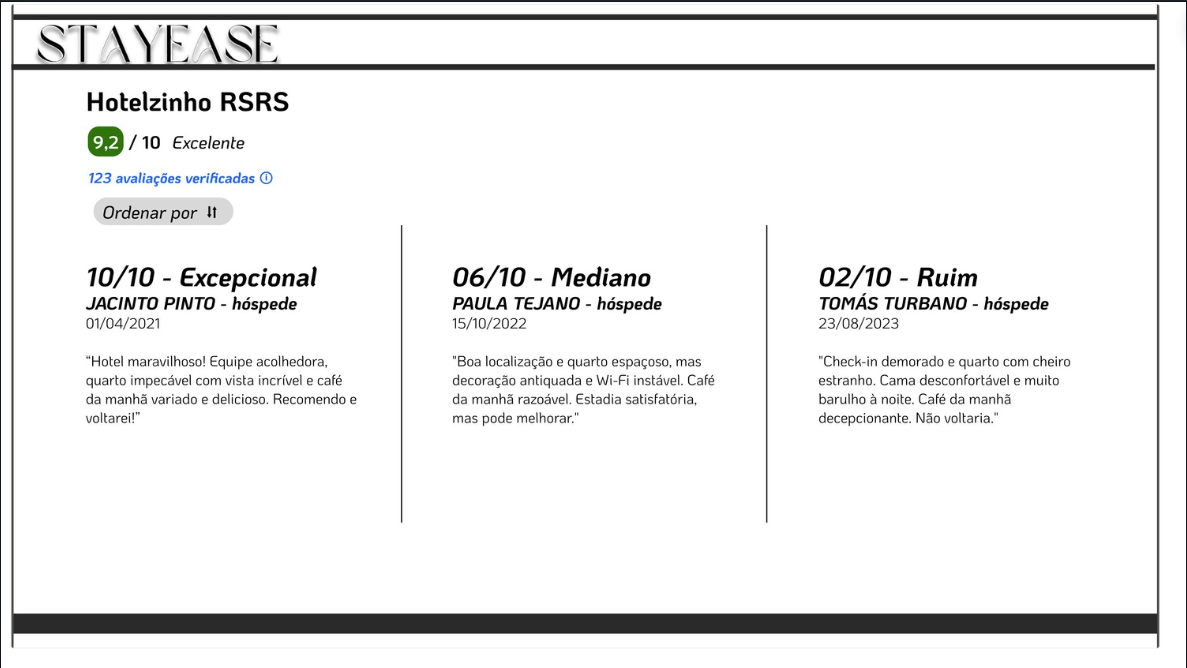 STAYEASE
Hotelzinho RSRS
9,2 / 10 Excelente
123 avaliações verificadas
Ordenar por
10/10 - Excepcional
JACINTO PINTO - hóspede
01/04/2021
"Hotel maravilhoso! Equipe acolhedora,
quarto impecável com vista incrível e café
da manhã variado e delicioso. Recomendo e
voltarei!"
06/10 - Mediano
PAULA TEJANO - hóspede
15/10/2022
"Boa localização e quarto espaçoso, mas
decoração antiquada e Wi-Fi instável. Café
da manhã razoável. Estadia satisfatória,
mas pode melhorar."
02/10 - Ruim
TOMÁS TURBANO - hóspede
23/08/2023
"Check-in demorado e quarto com cheiro
estranho. Cama desconfortável e muito
barulho à noite. Café da manhã
decepcionante. Não voltaria."